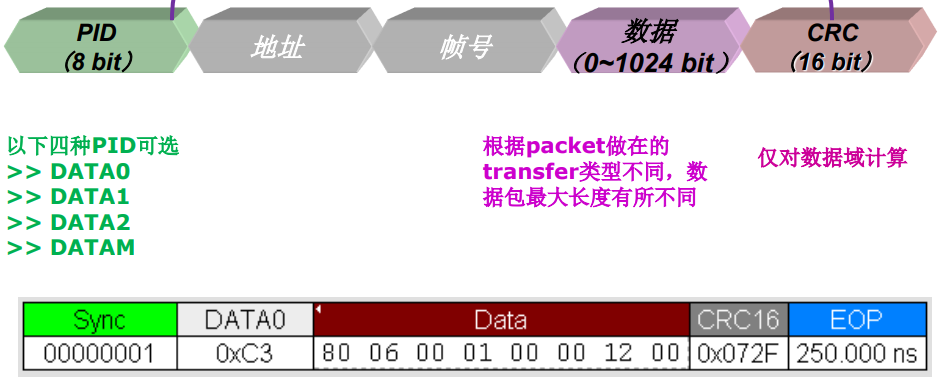 PID
（8 bit）
地址
帧号
数据
（0~1024 bit）
CRC
（16 bit）
以下四种PID可选
>> DATA0
>> DATA1
>> DATA2
>> DATAM
根据packet做在的
transfer类型不同，数
据包最大长度有所不同
仅对数据域计算
Sync DATA0 Data CRC16 EOP
00000001 0xC3 80 06 00 01 00 00 12 00 0x072F 250.000 ns